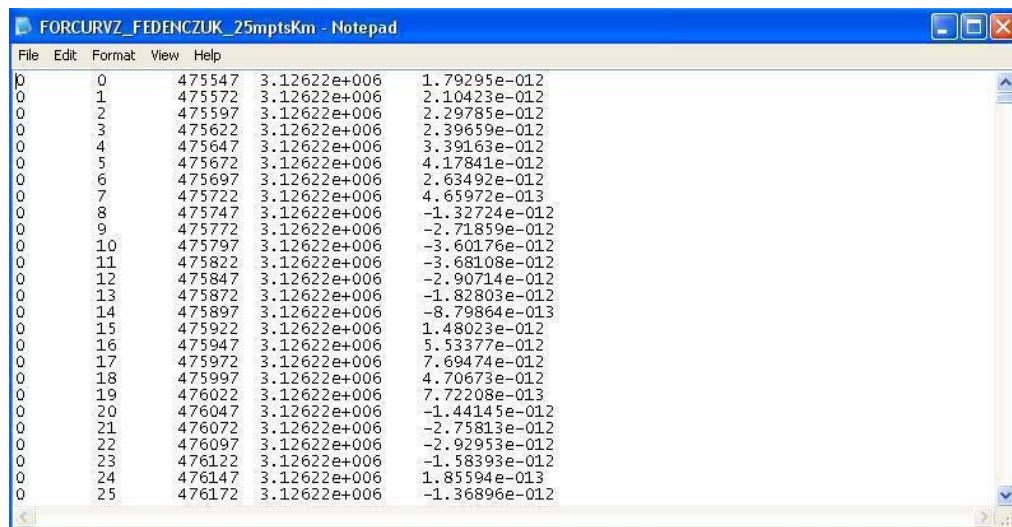 FORCURVZ_FEDENCZUK_25mptsKm - Notepad
File Edit Format View Help
0 0 475547 3.12622e+006 1.79295e-012
0 1 475572 3.12622e+006 2.10423e-012
0 2 475597 3.12622e+006 2.29785e-012
0 3 475622 3.12622e+006 2.39659e-012
0 4 475647 3.12622e+006 3.39163e-012
0 5 475672 3.12622e+006 4.17841e-012
0 6 475697 3.12622e+006 2.63492e-012
0 7 475722 3.12622e+006 4.65972e-013
0 8 475747 3.12622e+006 -1.32724e-012
0 9 475772 3.12622e+006 -2.71859e-012
0 10 475797 3.12622e+006 -3.60176e-012
0 11 475822 3.12622e+006 -3.68108e-012
0 12 475847 3.12622e+006 -2.90714e-012
0 13 475872 3.12622e+006 -1.82803e-012
0 14 475897 3.12622e+006 -8.79864e-013
0 15 475922 3.12622e+006 1.48023e-012
0 16 475947 3.12622e+006 5.53377e-012
0 17 475972 3.12622e+006 7.69474e-012
0 18 475997 3.12622e+006 4.70673e-012
0 19 476022 3.12622e+006 7.72208e-013
0 20 476047 3.12622e+006 -1.44145e-012
0 21 476072 3.12622e+006 -2.75813e-012
0 22 476097 3.12622e+006 -2.92953e-012
0 23 476122 3.12622e+006 -1.58393e-012
0 24 476147 3.12622e+006 1.85594e-013
0 25 476172 3.12622e+006 -1.36896e-012